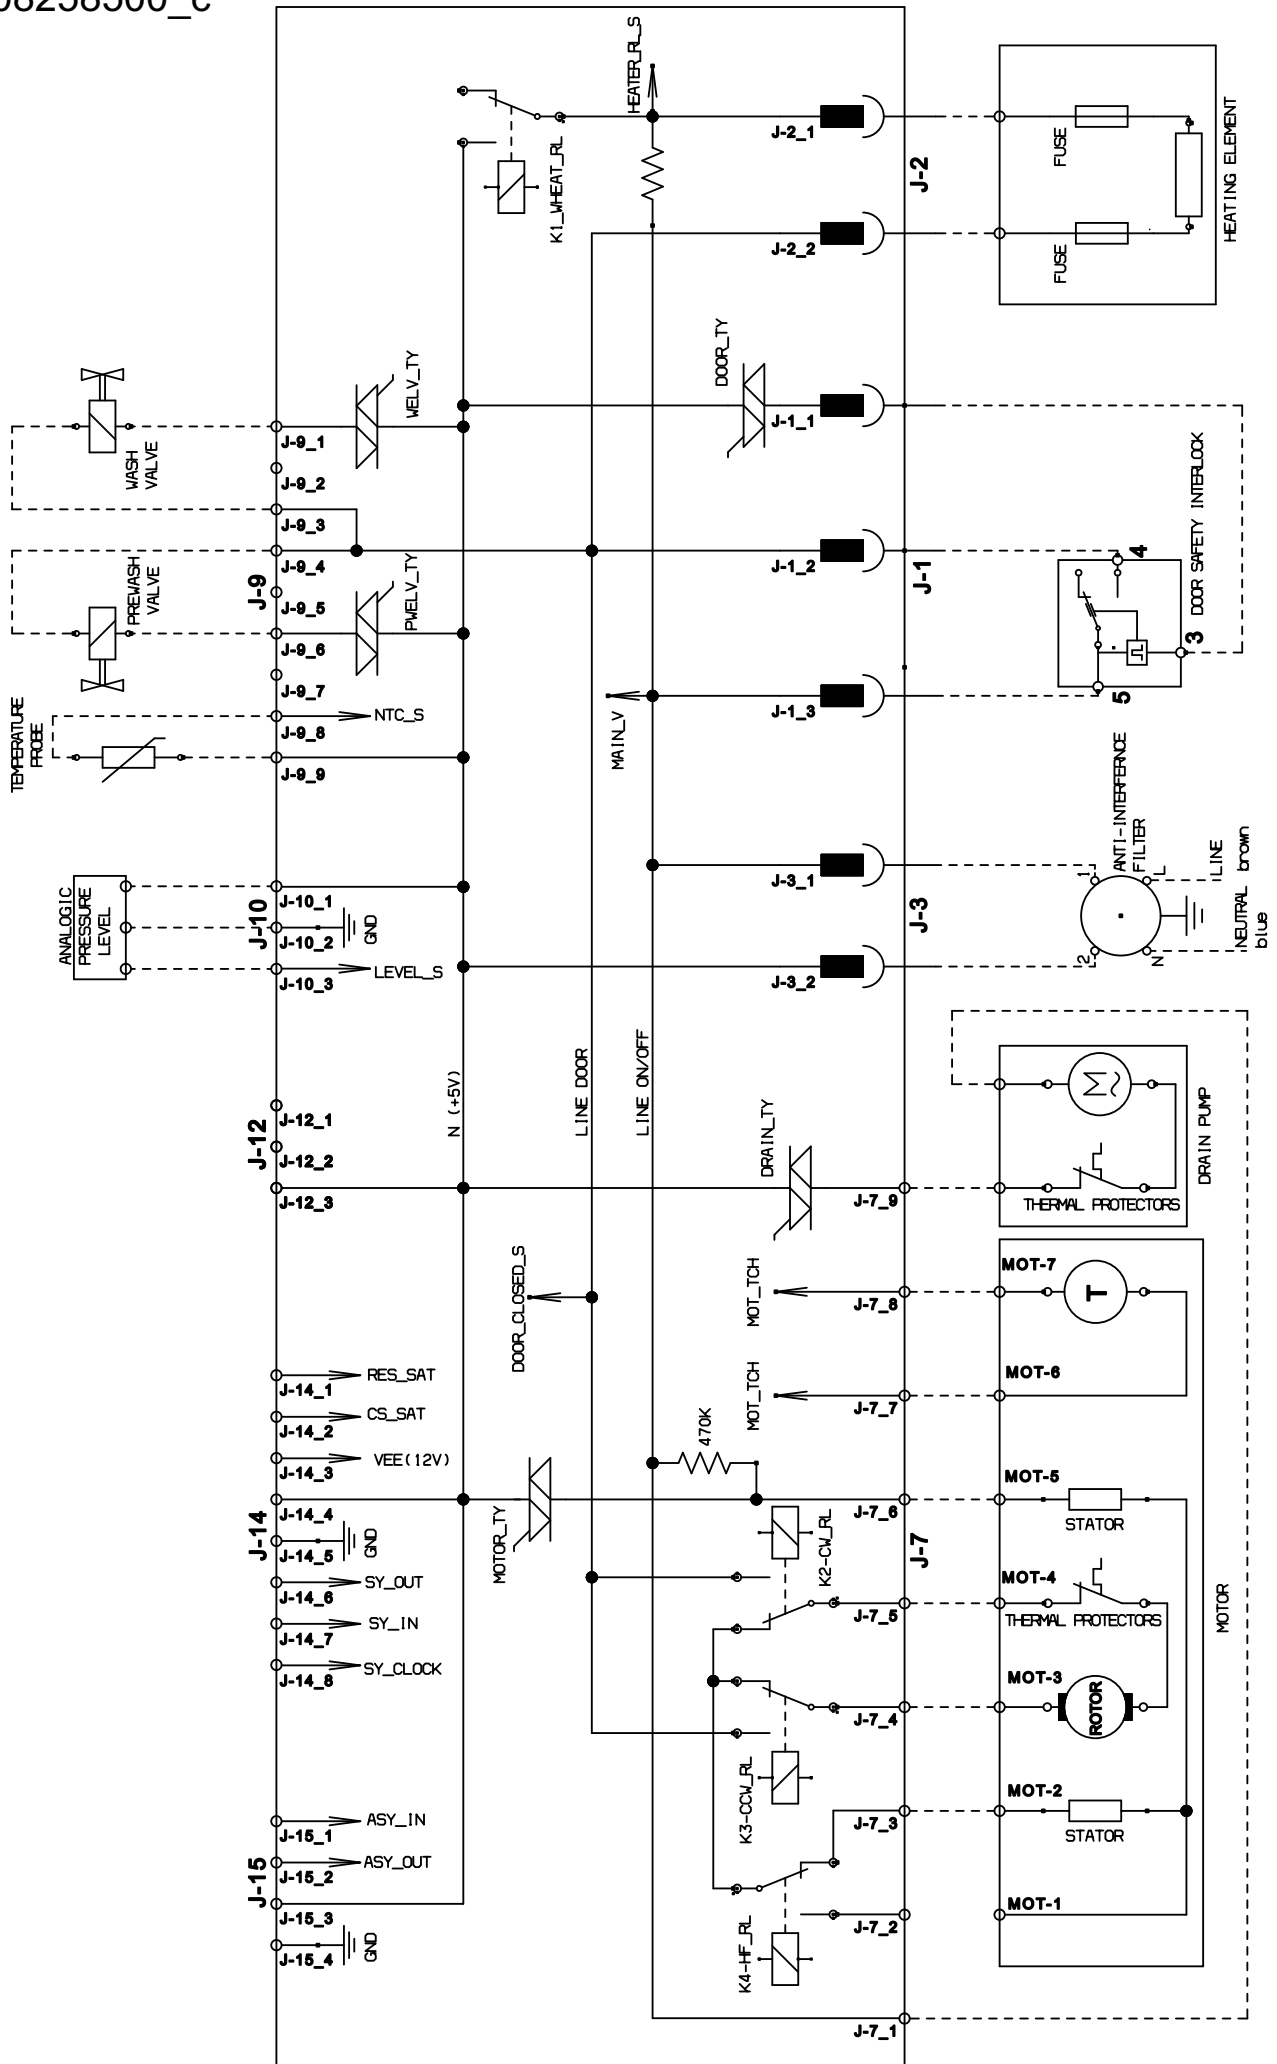 08258500_c
HEATER_RL_S
K1_WHEAT_RL
J-2_1
J-2
J-2_2
FUSE
FUSE
HEATING ELEMENT
WASH
VALVE
J-9_1
WELV_TY
J-9_2
J-9_3
J-9_4
J-9
J-9_5
PREWASH
VALVE
J-9_6
PWELV_TY
J-9_7
NTC_S
J-9_8
J-9_9
TEMPERATURE
PROBE
DOOR_TY
J-1_1
J-1_2
J-1
MAIN_V
J-1_3
DOOR SAFETY INTERLOCK
4
3
5
ANALOGIC
PRESSURE
LEVEL
J-10_1
J-10
J-10_2
GND
J-10_3
LEVEL_S
J-3_1
J-3
J-3_2
ANTI-INTERFERNCE
FILTER
1
L
2
N
LINE
brown
NEUTRAL
blue
N (+5V)
LINE DOOR
LINE ON/OFF
J-12_1
J-12
J-12_2
J-12_3
DRAIN_TY
J-7_9
M
THERMAL PROTECTORS
DRAIN PUMP
DOOR_CLOSED_S
MOT_TCH
J-7_8
MOT-7
T
MOT_TCH
J-7_7
MOT-6
J-14_1
RES_SAT
J-14_2
CS_SAT
J-14_3
VEE(12V)
J-14_4
J-14
J-14_5
GND
J-14_6
SY_OUT
J-14_7
SY_IN
J-14_8
SY_CLOCK
MOTOR_TY
470K
J-7_6
J-7
K2-CW_RL
J-7_5
MOT-5
STATOR
MOT-4
THERMAL PROTECTORS
MOTOR
MOT-3
ROTOR
J-7_4
K3-CCW_RL
J-7_3
MOT-2
STATOR
J-15_1
ASY_IN
J-15
J-15_2
ASY_OUT
J-15_3
J-15_4
GND
K4-HF_RL
J-7_2
MOT-1
J-7_1